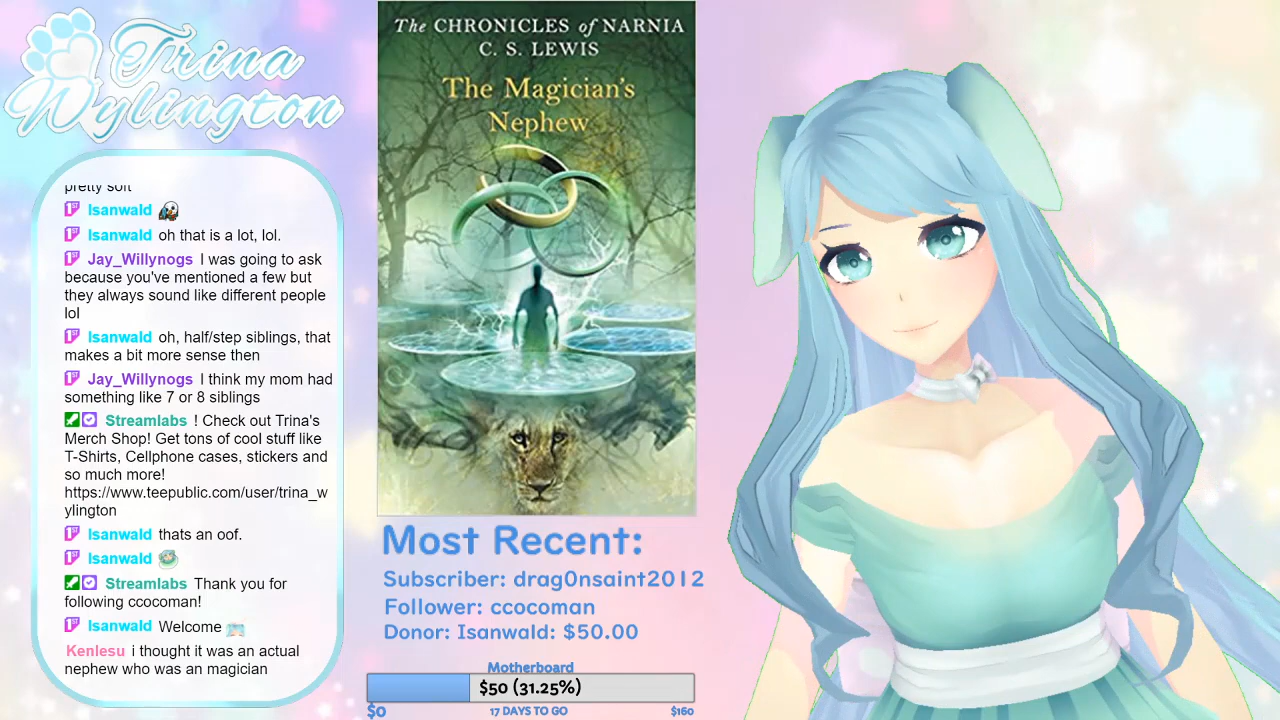 Trina
Wylington
pretty soft
Isanwald
Isanwald oh that is a lot, lol.
Jay_Willynogs I was going to ask
because you've mentioned a few but
they always sound like different people
lol
Isanwald oh, half/step siblings, that
makes a bit more sense then
Jay_Willynogs I think my mom had
something like 7 or 8 siblings
Streamlabs ! Check out Trina's
Merch Shop! Get tons of cool stuff like
T-Shirts, Cellphone cases, stickers and
so much more!
https://www.teepublic.com/user/trina_w
ylington
Isanwald thats an oof.
Isanwald
Streamlabs Thank you for
following ccocoman!
Isanwald Welcome
Kenlesu i thought it was an actual
nephew who was an magician
The CHRONICLES of NARNIA
C. S. LEWIS
The Magician's
Nephew
Most Recent:
Subscriber: drag0nsaint2012
Follower: ccocoman
Donor: Isanwald: $50.00
Motherboard
$50 (31.25%)
$0 17 DAYS TO GO $160